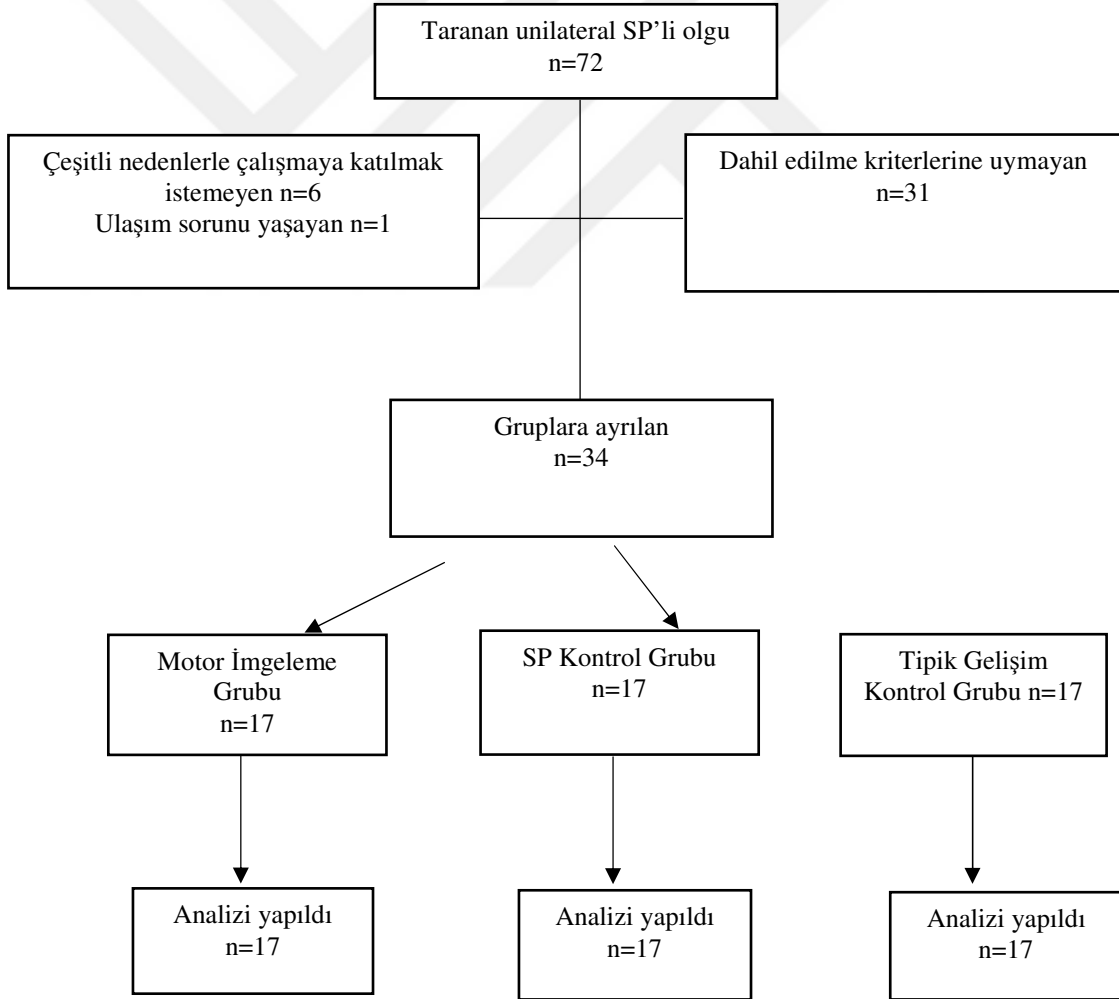 Taranan unilateral SP’li olgu
n=72
Çeşitli nedenlerle çalışmaya katılmak
istemeyen n=6
Ulaşım sorunu yaşayan n=1
Dahil edilme kriterlerine uymayan
n=31
Gruplara ayrılan
n=34
Motor İmgeleme
Grubu
n=17
SP Kontrol Grubu
n=17
Tipik Gelişim
Kontrol Grubu n=17
Analizi yapıldı
n=17
Analizi yapıldı
n=17
Analizi yapıldı
n=17